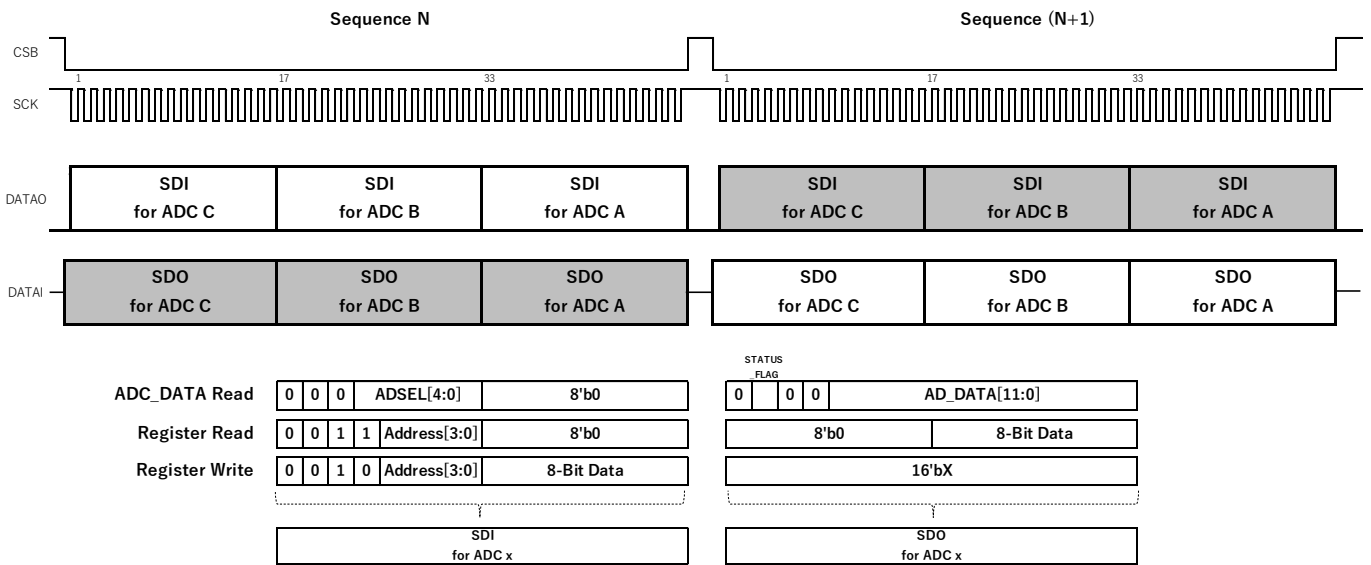 Sequence N
Sequence (N+1)
CSB
1 17 33 1 17 33
SCK
DATAO
SDI
for ADC C
SDI
for ADC B
SDI
for ADC A
SDI
for ADC C
SDI
for ADC B
SDI
for ADC A
DATAI
SDO
for ADC C
SDO
for ADC B
SDO
for ADC A
SDO
for ADC C
SDO
for ADC B
SDO
for ADC A
STATUS
_FLAG
ADC_DATA Read 0 0 0 ADSEL[4:0] 8'b0 0 0 0 AD_DATA[11:0]
Register Read 0 0 1 1 Address[3:0] 8'b0 8'b0 8-Bit Data
Register Write 0 0 1 0 Address[3:0] 8-Bit Data 16'bX
SDI
for ADC x
SDO
for ADC x